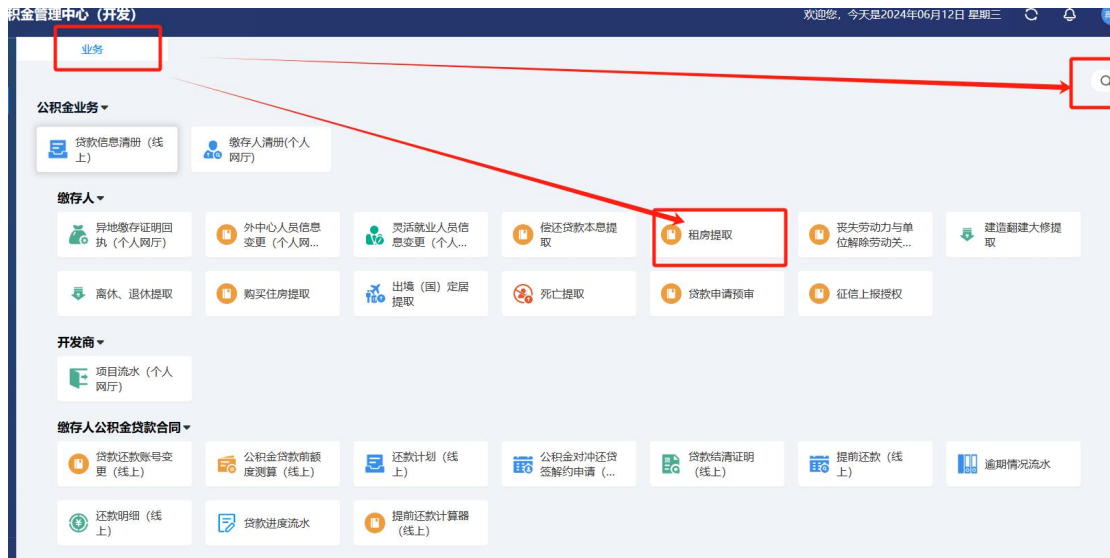 积金管理中心（开发）
欢迎您，今天是2024年06月12日 星期三
业务
公积金业务
贷款信息清册（线
上）
缴存人清册(个人
网厅)
缴存人
异地缴存证明回
执（个人网厅）
外中心人员信息
变更（个人网...
灵活就业人员信
息变更（个人...
偿还贷款本息提
取
租房提取
丧失劳动力与单
位解除劳动关...
建造翻建大修提
取
离休、退休提取
购买住房提取
出境（国）定居
提取
死亡提取
贷款申请预审
征信上报授权
开发商
项目流水（个人
网厅）
缴存人公积金贷款合同
贷款还款账号变
更（线上）
公积金贷款前额
度测算（线上）
还款计划（线
上）
公积金对冲还贷
签解约申请（...
贷款结清证明
（线上）
提前还款（线
上）
逾期情况流水
还款明细（线
上）
贷款进度流水
提前还款计算器
（线上）